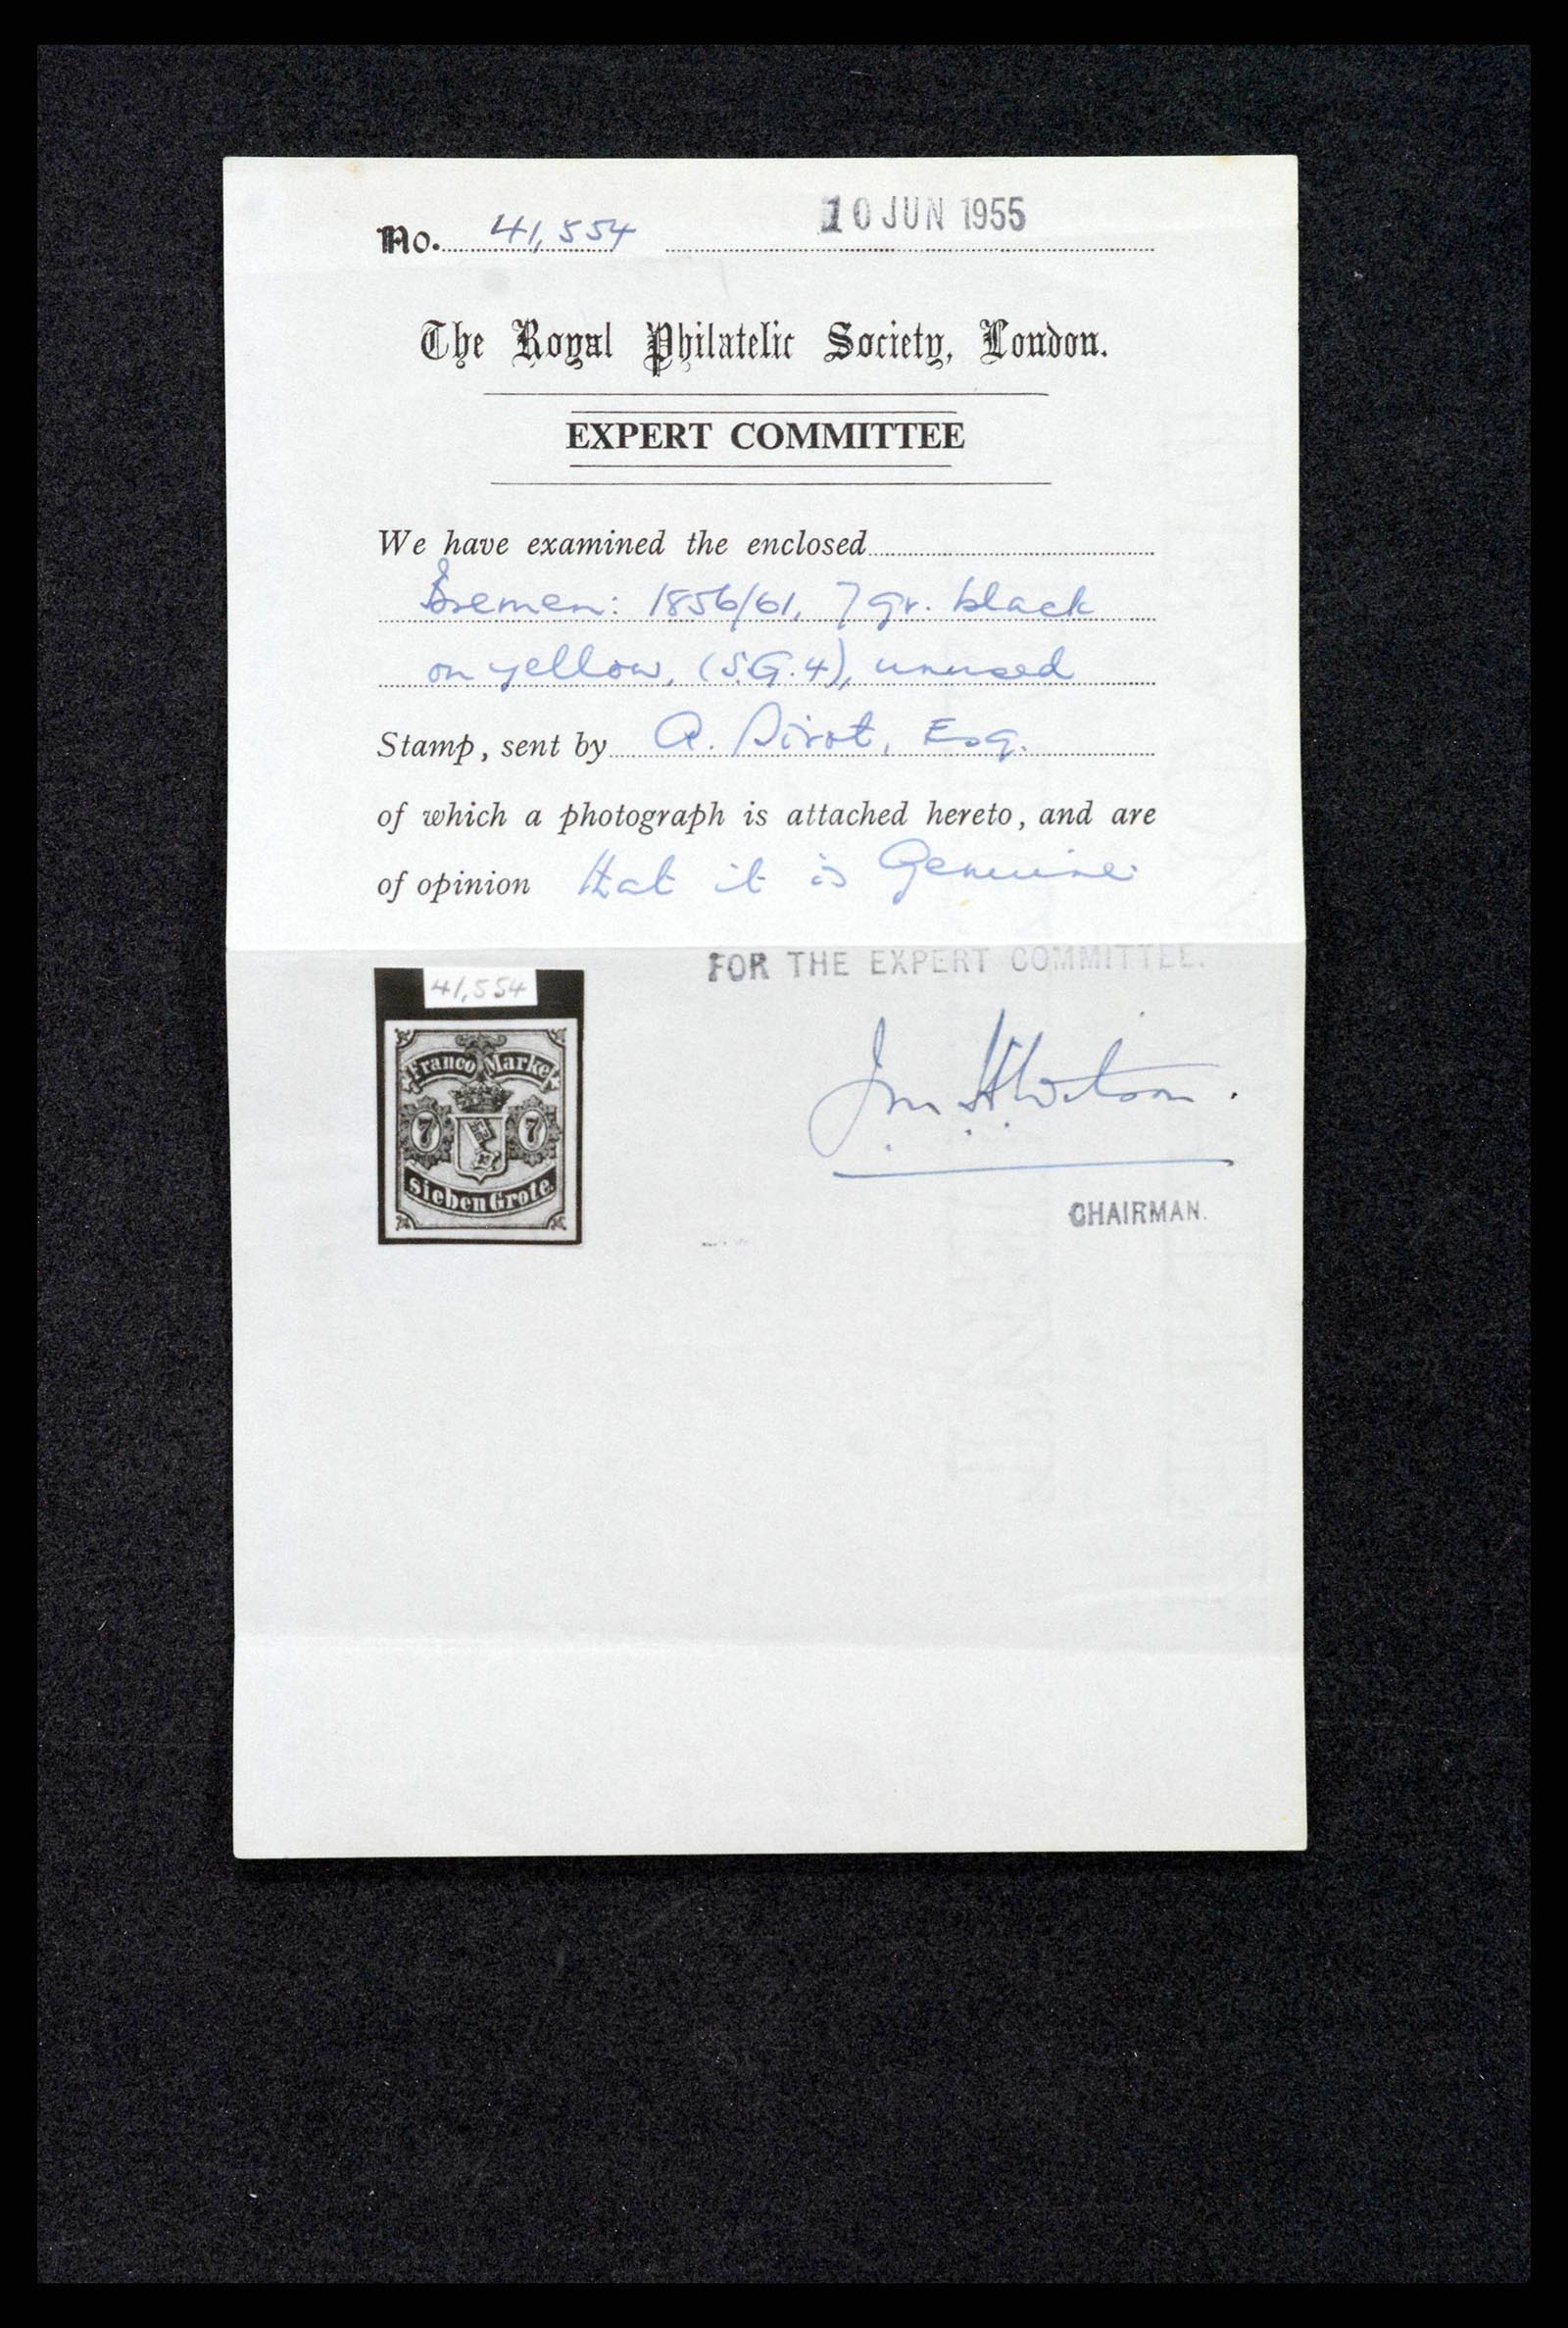 No. 41,554 10 JUN 1955
The Royal Philatelic Society, London.
EXPERT COMMITTEE
We have examined the enclosed
Bremen: 1856/61, 7 gr. black
on yellow, (S.G.4), unused
Stamp, sent by A. Esq.
of which a photograph is attached hereto, and are
of opinion that it is Genuine.
FOR THE EXPERT COMMITTEE.
41,554
Franco Marke
7 7
Sieben Grote.
CHAIRMAN.